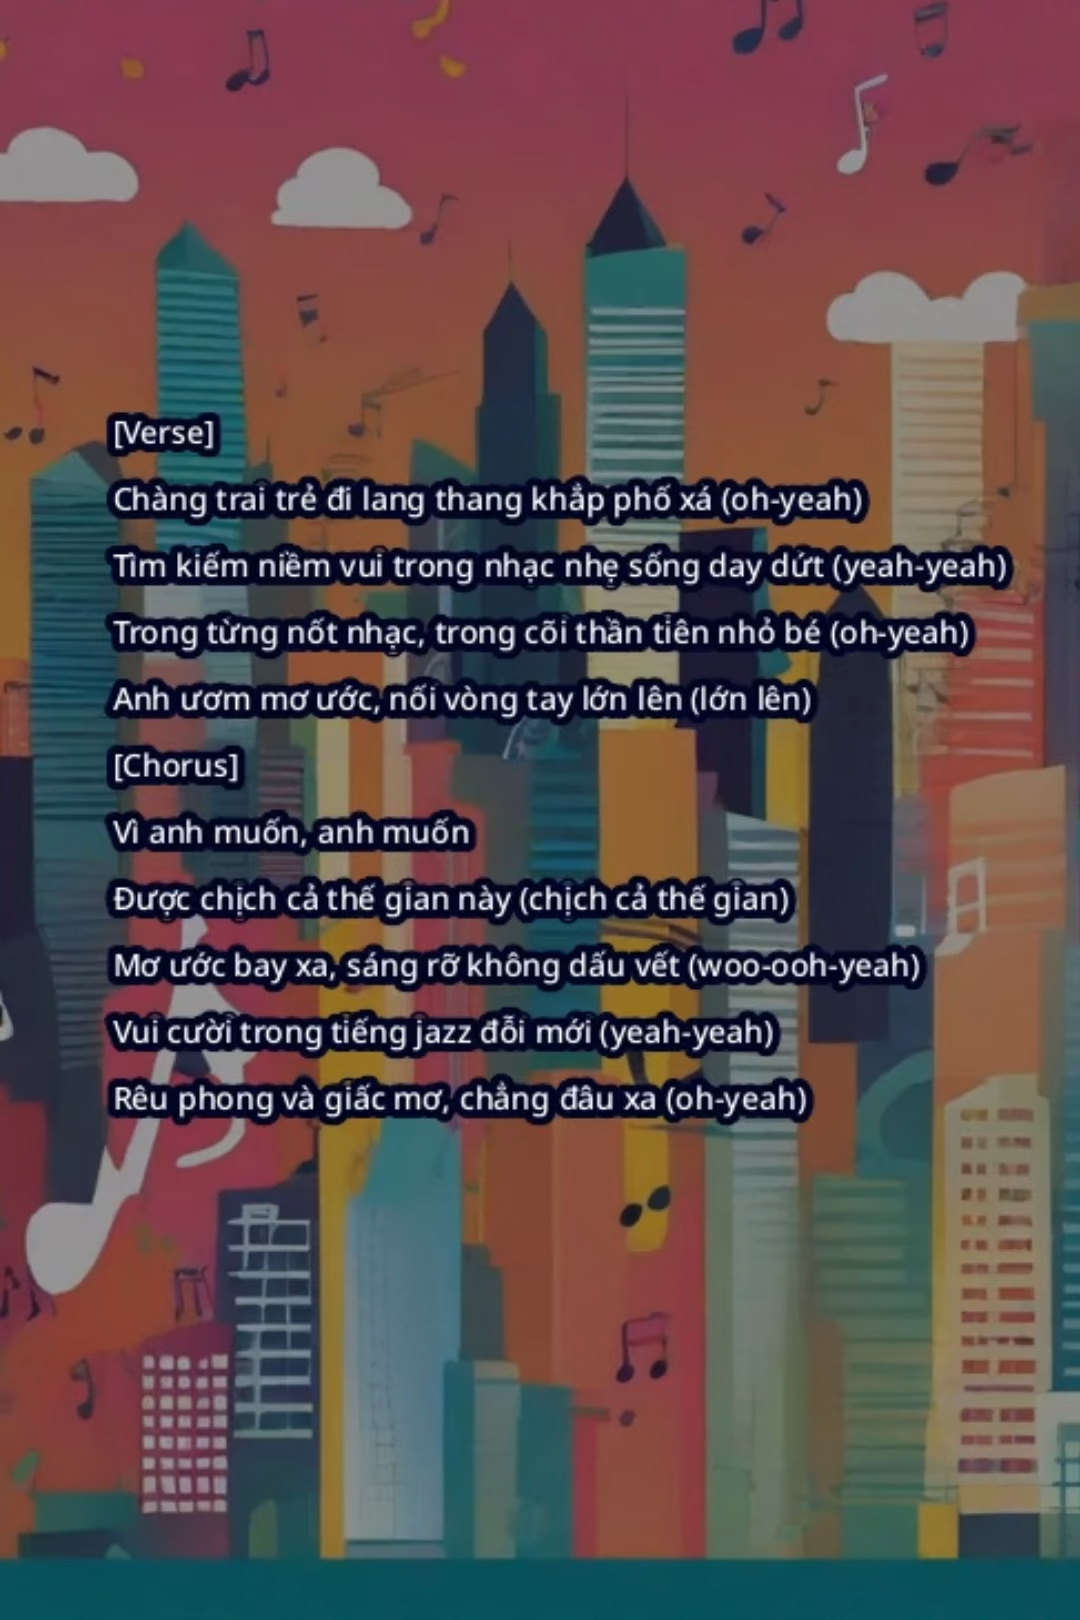 [Verse]
Chàng trai trẻ đi lang thang khắp phố xá (oh-yeah)
Tìm kiếm niềm vui trong nhạc nhẹ sống day dứt (yeah-yeah)
Trong từng nốt nhạc, trong cõi thần tiên nhỏ bé (oh-yeah)
Anh ươm mơ ước, nối vòng tay lớn lên (lớn lên)
[Chorus]
Vì anh muốn, anh muốn
Được chịch cả thế gian này (chịch cả thế gian)
Mơ ước bay xa, sáng rỡ không dấu vết (woo-ooh-yeah)
Vui cười trong tiếng jazz đỗi mới (yeah-yeah)
Rêu phong và giấc mơ, chẳng đâu xa (oh-yeah)